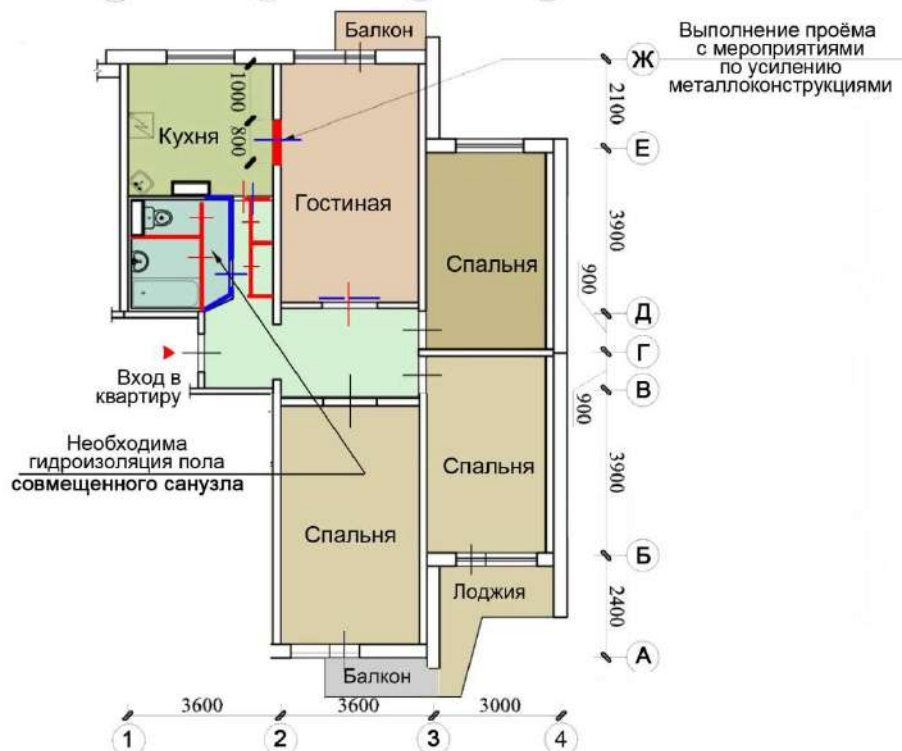 Балкон
Выполнение проёма
с мероприятиями
по усилению
металлоконструкциями
Ж
1000
2100
Кухня
800
Е
Гостиная
3900
Спальня
900
Д
Г
Вход в
квартиру
В
900
Необходима
гидроизоляция пола
совмещенного санузла
Спальня
3900
Спальня
Б
Лоджия
2400
А
Балкон
3600
3600
3000
1
2
3
4